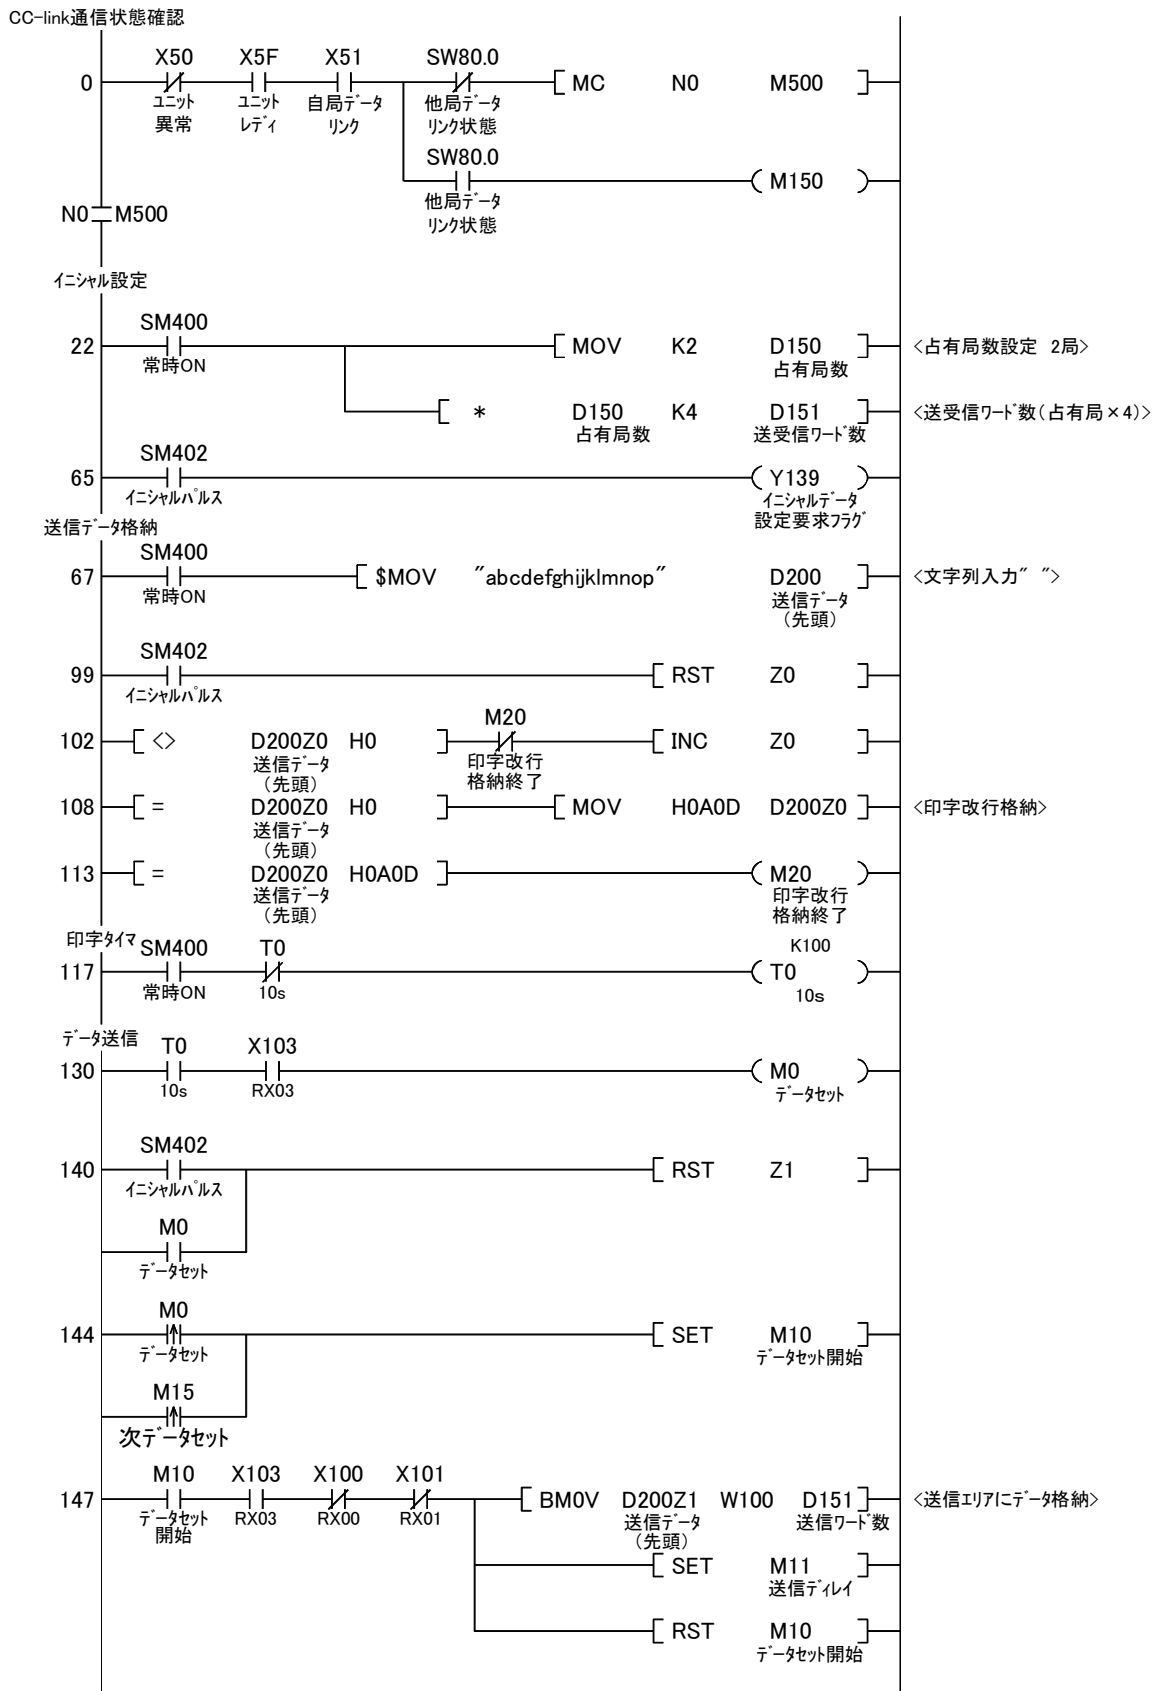 CC-link通信状態確認
X50 X5F X51 SW80.0
0 MC N0 M500
ユニット ユニット 自局データ 他局データ
異常 レディ リンク リンク状態
SW80.0
M150
他局データ
リンク状態
N0 M500
イニシャル設定
SM400
22 MOV K2 D150 <占有局数設定 2局>
常時ON 占有局数
* D150 K4 D151 <送受信ワード数(占有局×4)>
占有局数 送受信ワード数
SM402
65 Y139
イニシャルパルス イニシャルデータ
設定要求フラグ
送信データ格納
SM400
67 $MOV "abcdefghijklmnop" D200 <文字列入力" ">
常時ON 送信データ
(先頭)
SM402
99 RST Z0
イニシャルパルス
M20
102 <> D200Z0 H0 INC Z0
送信データ 印字改行
(先頭) 格納終了
108 = D200Z0 H0 MOV H0A0D D200Z0 <印字改行格納>
送信データ
(先頭)
113 = D200Z0 H0A0D M20
送信データ 印字改行
(先頭) 格納終了
印字タイマ
SM400 T0 K100
117 T0
常時ON 10s 10s
データ送信
T0 X103
130 M0
10s RX03 データセット
SM402
140 RST Z1
イニシャルパルス
M0
データセット
M0
144 SET M10
データセット データセット開始
M15
次データセット
M10 X103 X100 X101
147 BM0V D200Z1 W100 D151 <送信エリアにデータ格納>
データセット RX03 RX00 RX01 送信データ 送信ワード数
開始 (先頭)
SET M11
送信ディレイ
RST M10
データセット開始